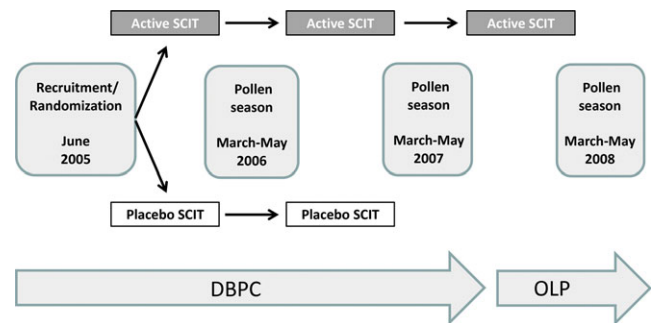 Active SCIT
Active SCIT
Active SCIT
Recruitment/
Randomization
June
2005
Pollen
season
March-May
2006
Pollen
season
March-May
2007
Pollen
season
March-May
2008
Placebo SCIT
Placebo SCIT
DBPC
OLP